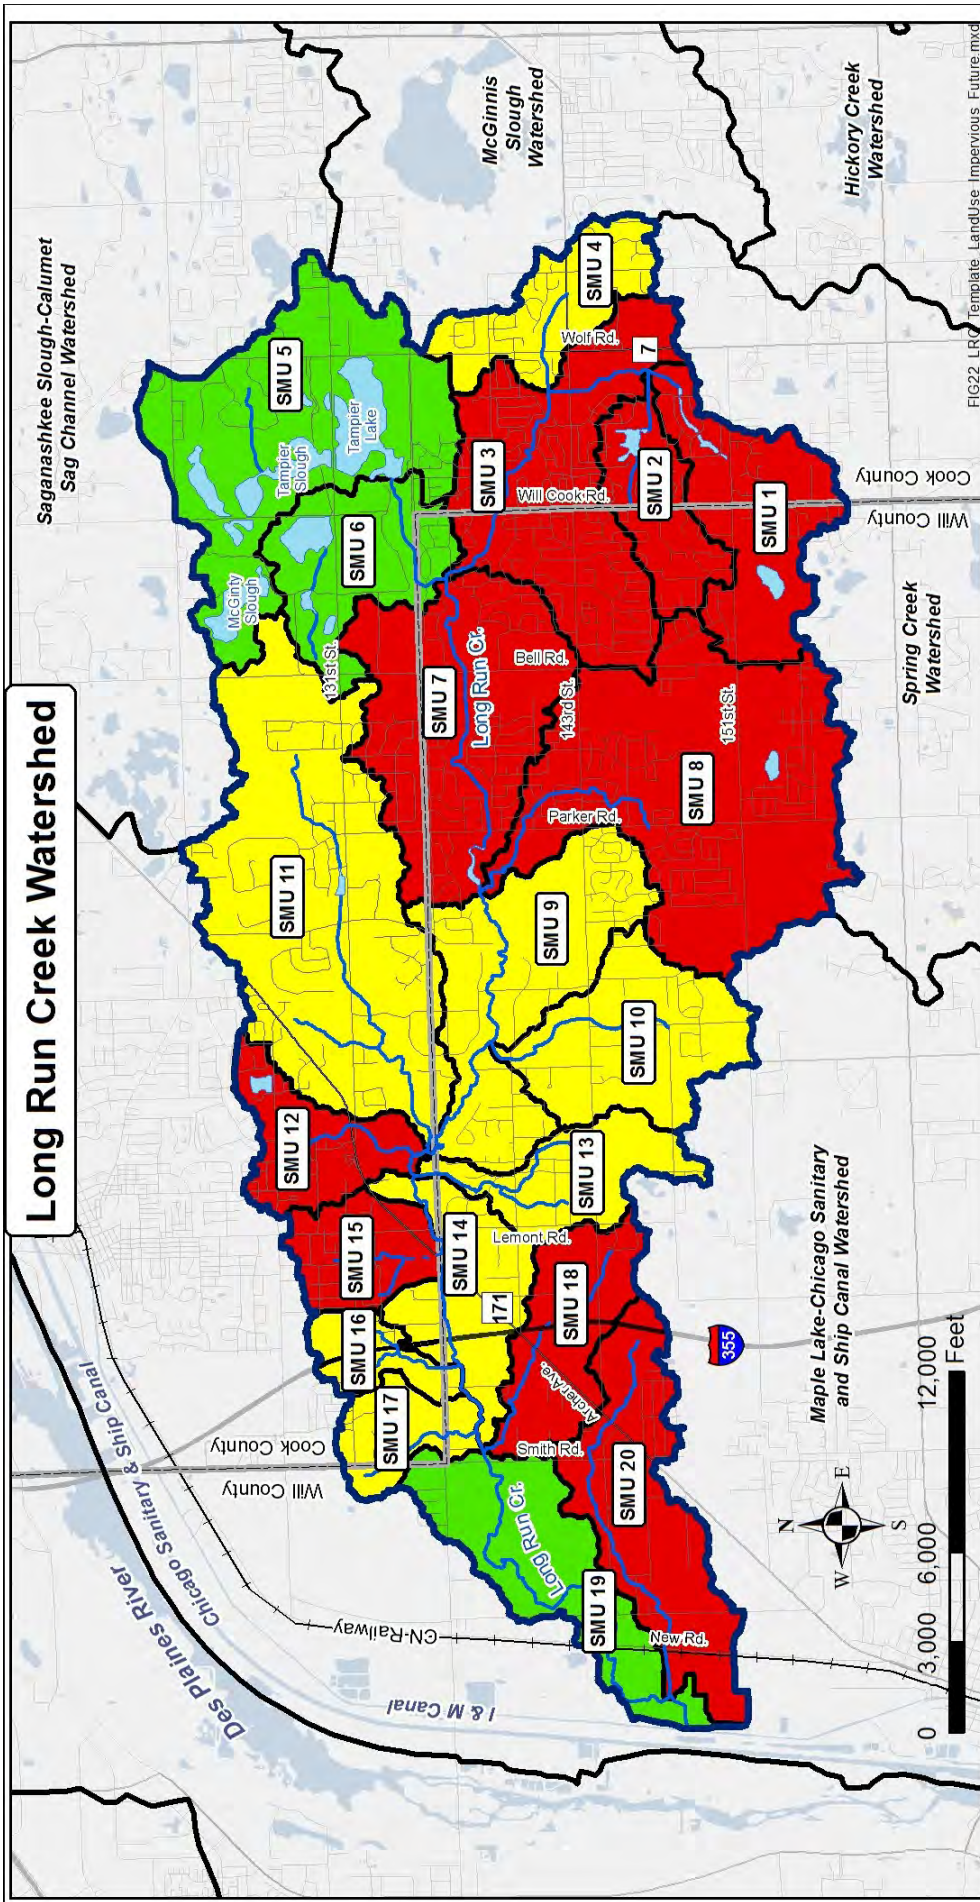 Long Run Creek Watershed
Saganashkee Slough-Calumet
Sag Channel Watershed
McGinnis
Slough
Watershed
Hickory Creek
Watershed
Spring Creek
Watershed
Maple Lake-Chicago Sanitary
and Ship Canal Watershed
Des Plaines River
Chicago Sanitary & Ship Canal
I & M Canal
CN-Railway
Will County
Cook County
SMU 17
SMU 16
SMU 15
SMU 12
SMU 11
McGinty
Slough
Tampier
Slough
SMU 5
Tampier
Lake
SMU 6
131st St.
SMU 14
171
Lemont Rd.
SMU 13
SMU 10
SMU 9
SMU 7
Long Run Cr.
Bell Rd.
143rd St.
Parker Rd.
SMU 8
151st St.
SMU 3
Will Cook Rd.
SMU 4
Wolf Rd.
7
SMU 2
SMU 1
Will County
Cook County
SMU 18
Archer Ave.
Smith Rd.
SMU 20
Long Run Cr.
SMU 19
New Rd.
355
N
W
E
S
0 3,000 6,000 12,000
Feet
FIG22_LRC_Template_LandUse_Impervious_Future.mxd